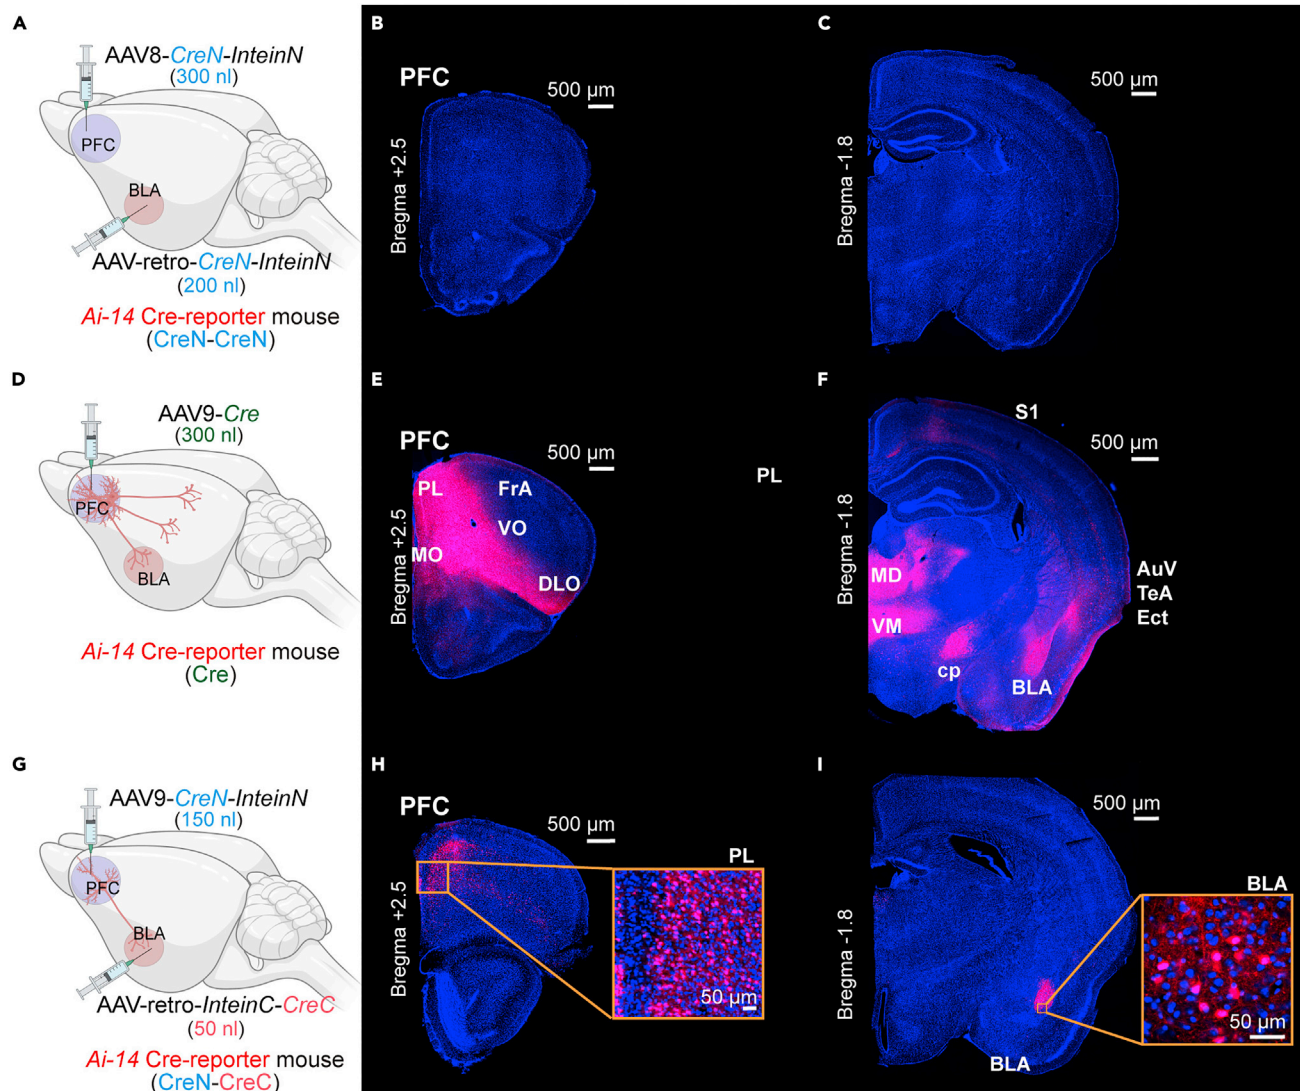 A
AAV8-CreN-InteinN
(300 nl)
PFC
BLA
AAV-retro-CreN-InteinN
(200 nl)
Ai-14 Cre-reporter mouse
(CreN-CreN)
B
PFC
500 µm
Bregma +2.5
C
500 µm
Bregma -1.8
D
AAV9-Cre
(300 nl)
PFC
BLA
Ai-14 Cre-reporter mouse
(Cre)
E
PFC
500 µm
PL
FrA
VO
MO
DLO
Bregma +2.5
PL
F
S1
500 µm
Bregma -1.8
MD
VM
cp
BLA
AuV
TeA
Ect
G
AAV9-CreN-InteinN
(150 nl)
PFC
BLA
AAV-retro-InteinC-CreC
(50 nl)
Ai-14 Cre-reporter mouse
(CreN-CreC)
H
PFC
500 µm
Bregma +2.5
PL
50 µm
I
500 µm
Bregma -1.8
BLA
BLA
50 µm